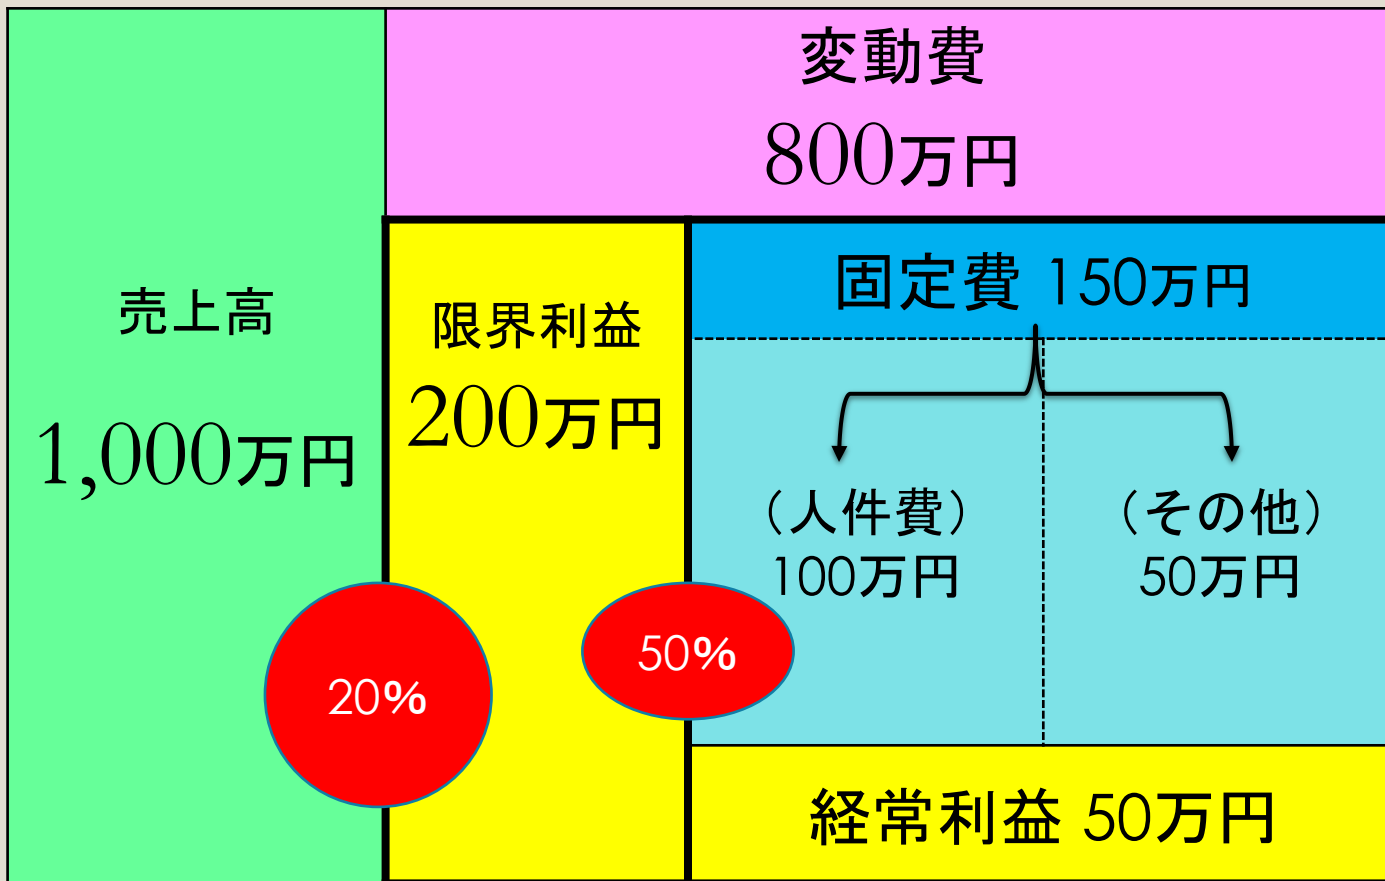 変動費
800万円
売上高
1,000万円
限界利益
200万円
固定費 150万円
（人件費）
100万円
（その他）
50万円
20%
50%
経常利益 50万円